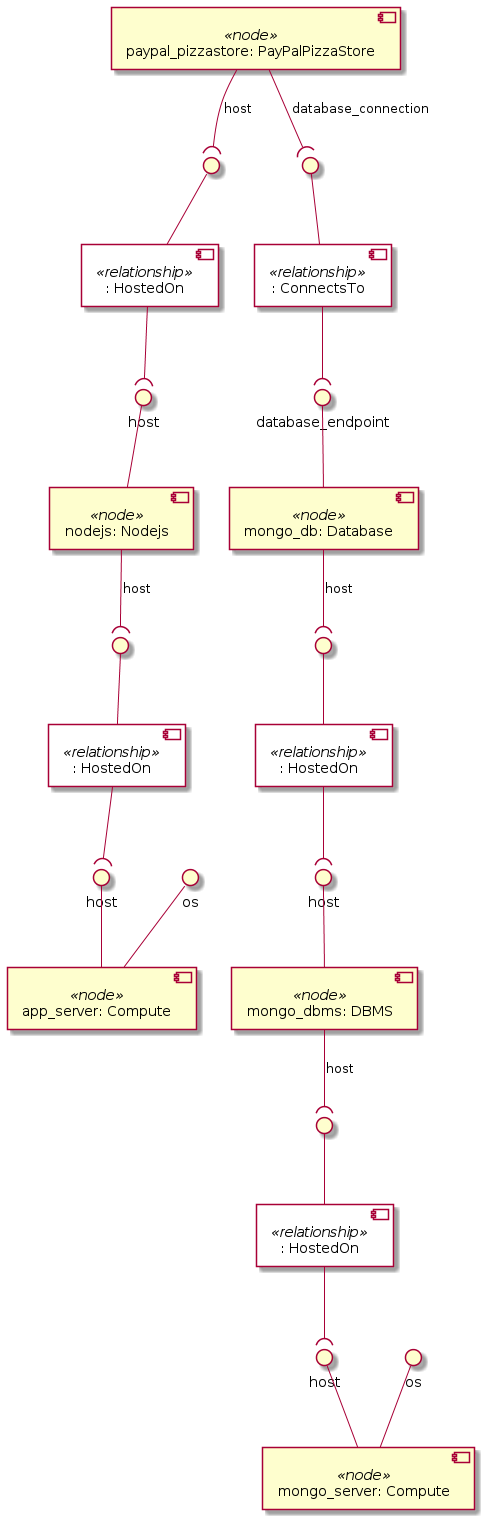 «node»
paypal_pizzastore: PayPalPizzaStore
host
database_connection
«relationship»
: HostedOn
«relationship»
: ConnectsTo
host
database_endpoint
«node»
nodejs: Nodejs
«node»
mongo_db: Database
host
host
«relationship»
: HostedOn
«relationship»
: HostedOn
host
os
host
«node»
app_server: Compute
«node»
mongo_dbms: DBMS
host
«relationship»
: HostedOn
host
os
«node»
mongo_server: Compute